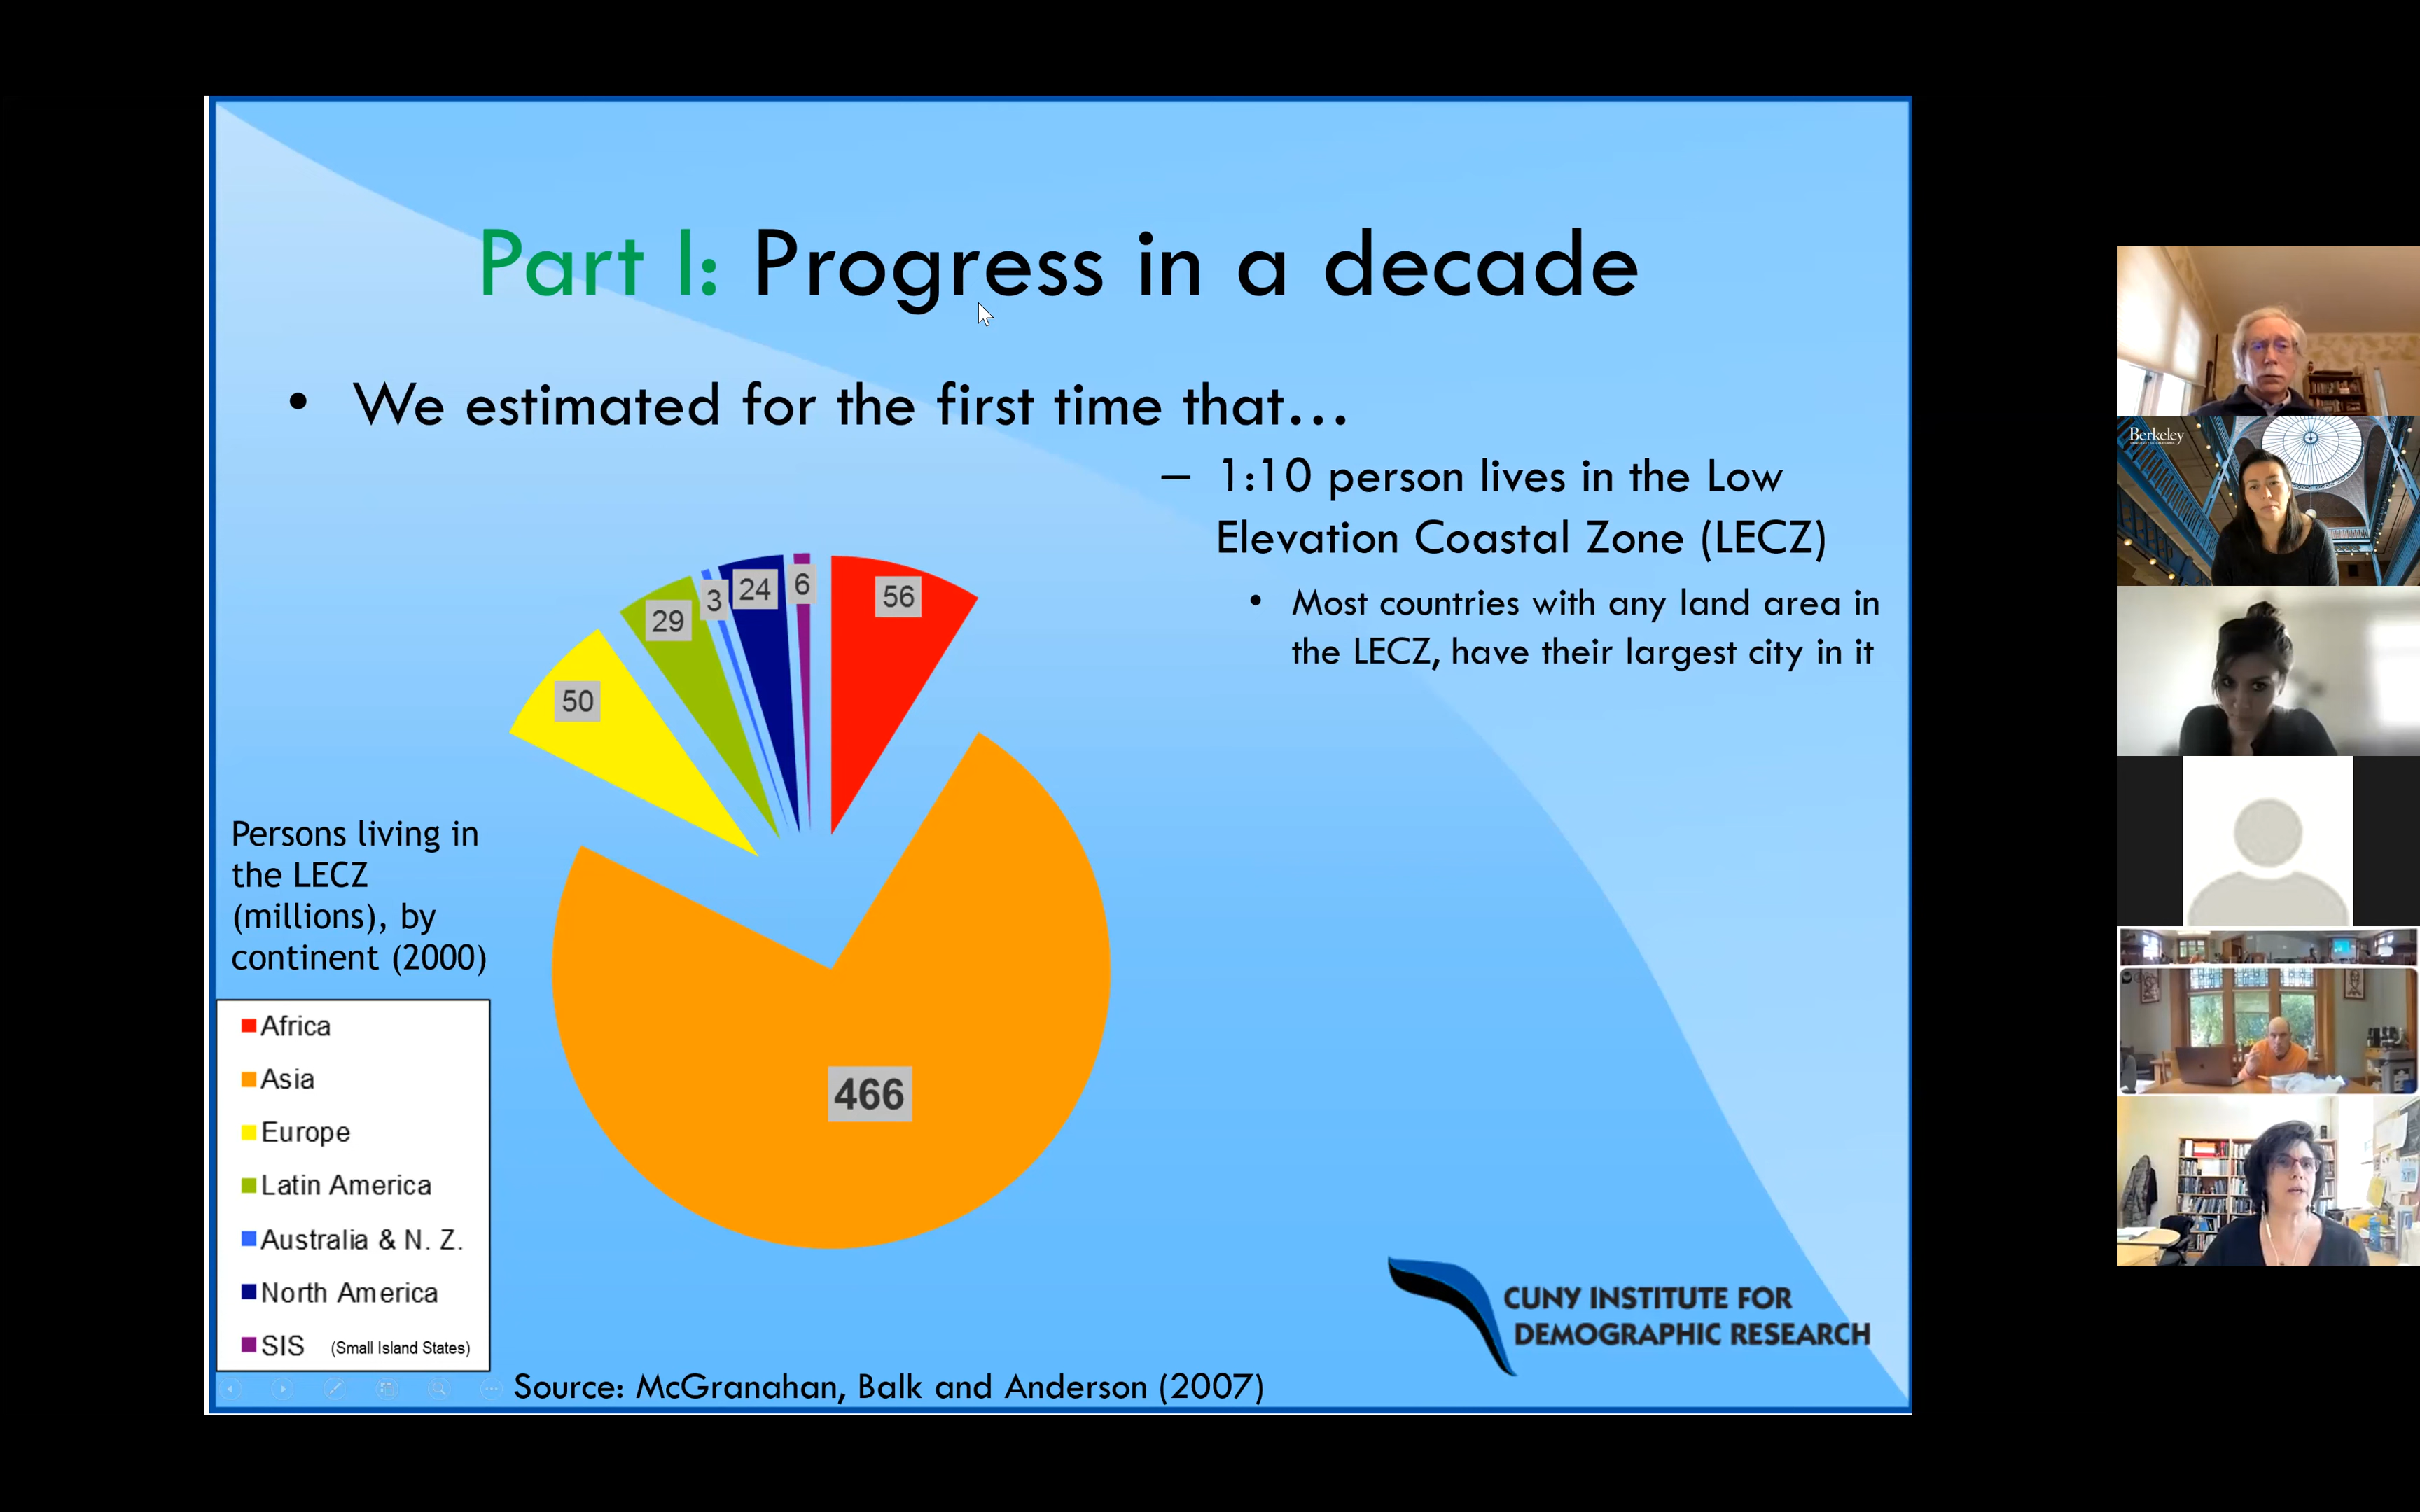 Part I: Progress in a decade
• We estimated for the first time that...
– 1:10 person lives in the Low
Elevation Coastal Zone (LECZ)
• Most countries with any land area in
the LECZ, have their largest city in it
50
29
3
24
6
56
466
Persons living in
the LECZ
(millions), by
continent (2000)
Africa
Asia
Europe
Latin America
Australia & N. Z.
North America
SIS (Small Island States)
Source: McGranahan, Balk and Anderson (2007)
CUNY INSTITUTE FOR
DEMOGRAPHIC RESEARCH
Berkeley